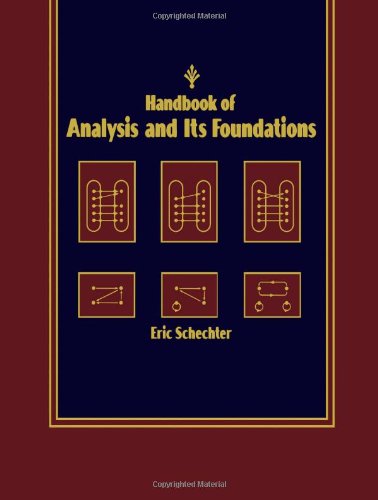 Copyrighted Material
Handbook of
Analysis and Its Foundations
Eric Schechter
Copyrighted Material